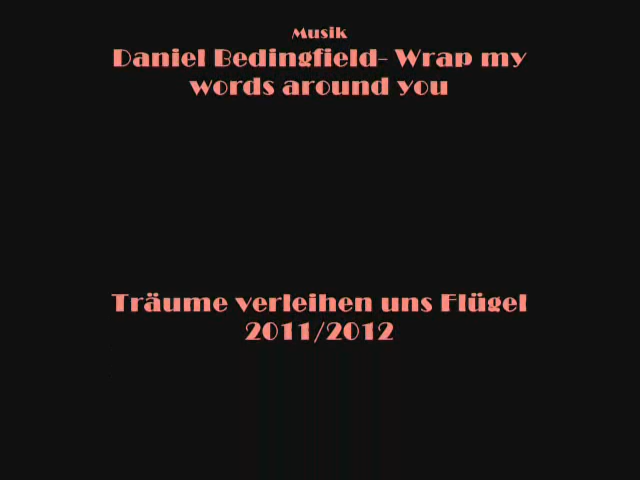 Musik
Daniel Bedingfield- Wrap my
words around you
Träume verleihen uns Flügel
2011/2012